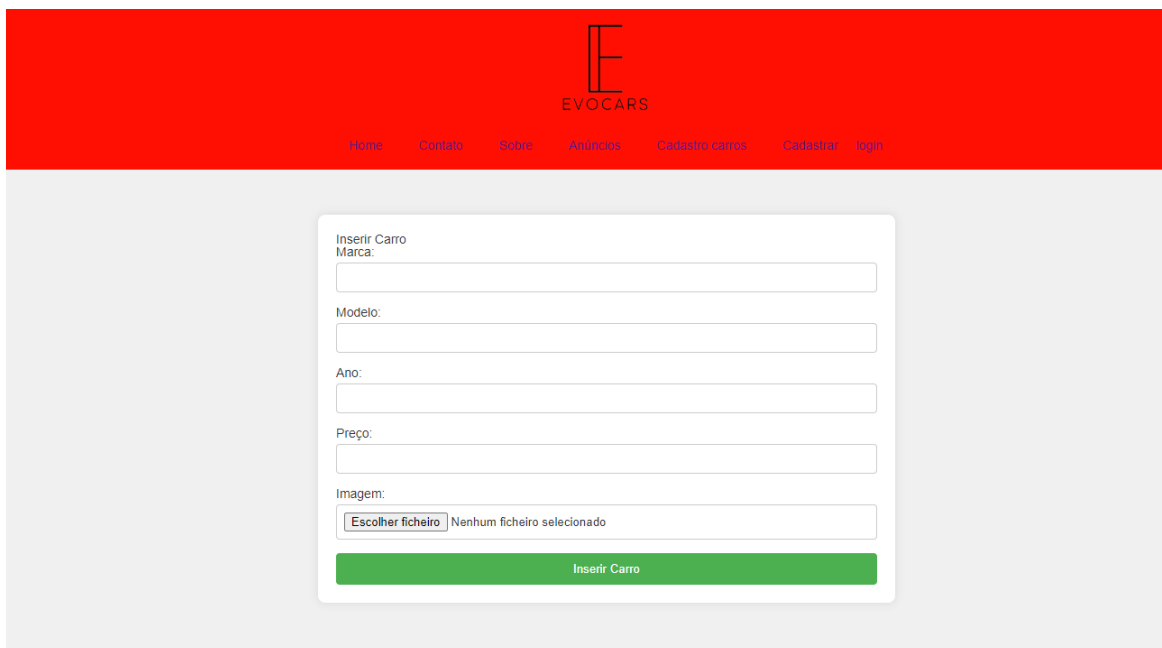 EVOCARS
Home Contato Sobre Anúncios Cadastro carros Cadastrar login
Inserir Carro
Marca:
Modelo:
Ano:
Preço:
Imagem:
Escolher ficheiro Nenhum ficheiro selecionado
Inserir Carro